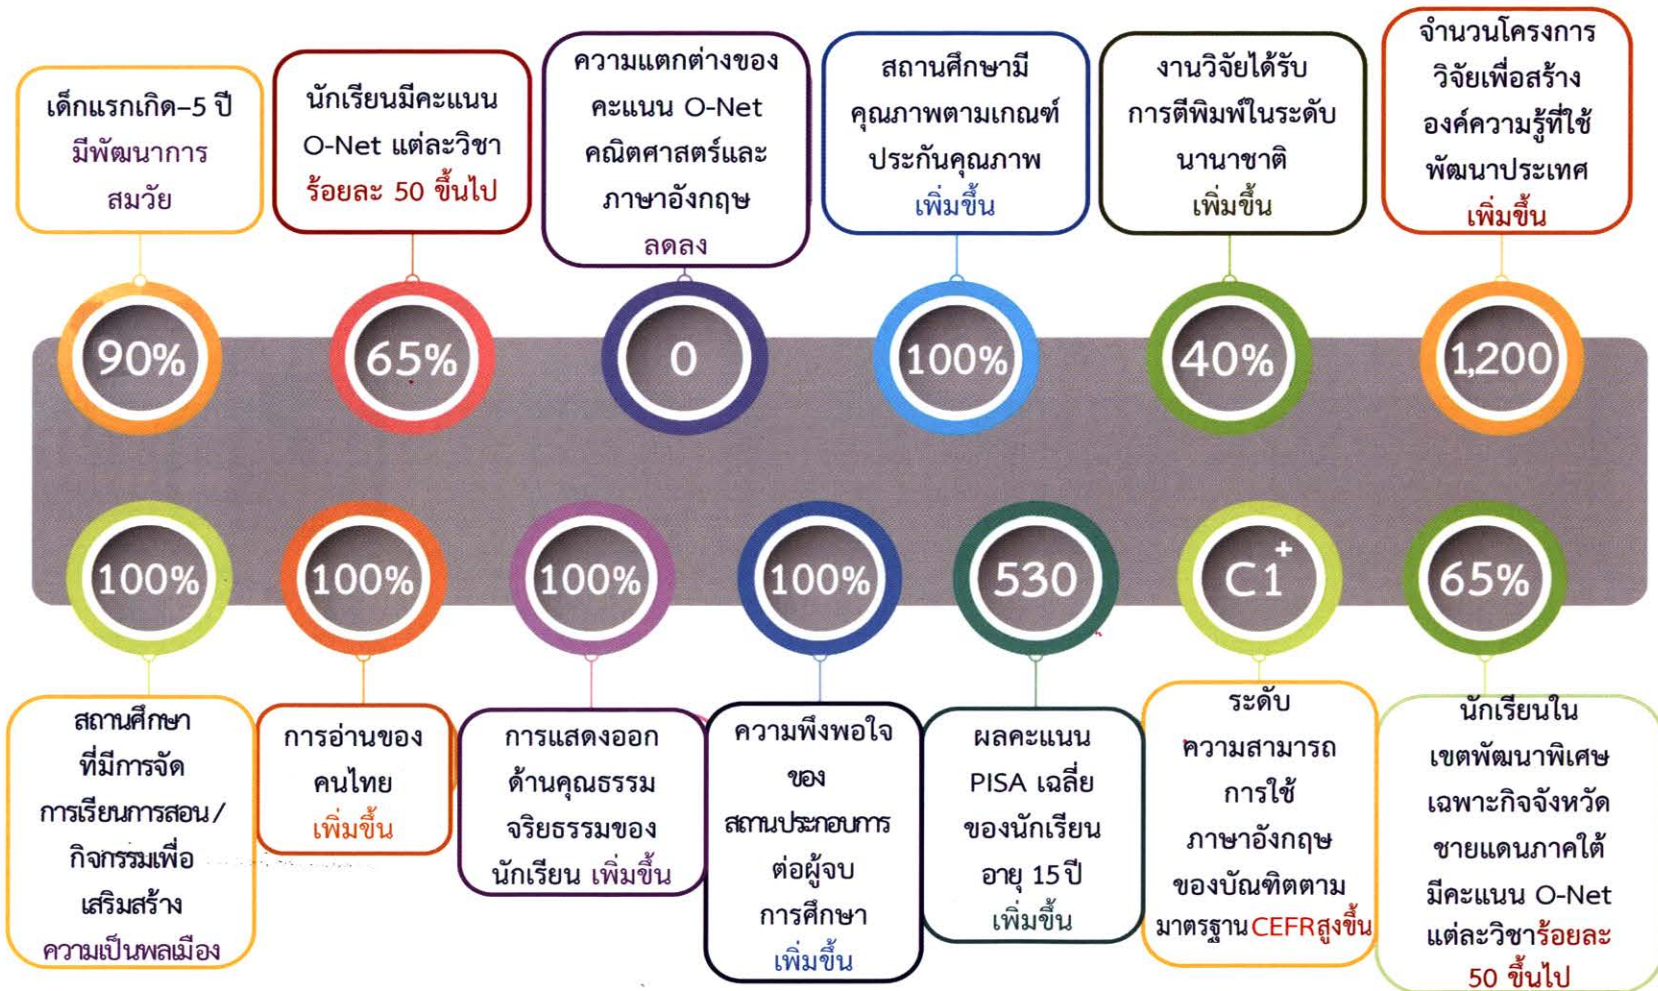 เด็กแรกเกิด–5 ปี
มีพัฒนาการ
สมวัย
นักเรียนมีคะแนน
O-Net แต่ละวิชา
ร้อยละ 50 ขึ้นไป
ความแตกต่างของ
คะแนน O-Net
คณิตศาสตร์และ
ภาษาอังกฤษ
ลดลง
สถานศึกษามี
คุณภาพตามเกณฑ์
ประกันคุณภาพ
เพิ่มขึ้น
งานวิจัยได้รับ
การตีพิมพ์ในระดับ
นานาชาติ
เพิ่มขึ้น
จำนวนโครงการ
วิจัยเพื่อสร้าง
องค์ความรู้ที่ใช้
พัฒนาประเทศ
เพิ่มขึ้น
90%
65%
0
100%
40%
1,200
100%
100%
100%
100%
530
C1+
65%
สถานศึกษา
ที่มีการจัด
การเรียนการสอน/
กิจกรรมเพื่อ
เสริมสร้าง
ความเป็นพลเมือง
การอ่านของ
คนไทย
เพิ่มขึ้น
การแสดงออก
ด้านคุณธรรม
จริยธรรมของ
นักเรียน เพิ่มขึ้น
ความพึงพอใจ
ของ
สถานประกอบการ
ต่อผู้จบ
การศึกษา
เพิ่มขึ้น
ผลคะแนน
PISA เฉลี่ย
ของนักเรียน
อายุ 15 ปี
เพิ่มขึ้น
ระดับ
ความสามารถ
การใช้
ภาษาอังกฤษ
ของบัณฑิตตาม
มาตรฐาน CEFRสูงขึ้น
นักเรียนใน
เขตพัฒนาพิเศษ
เฉพาะกิจจังหวัด
ชายแดนภาคใต้
มีคะแนน O-Net
แต่ละวิชาร้อยละ
50 ขึ้นไป